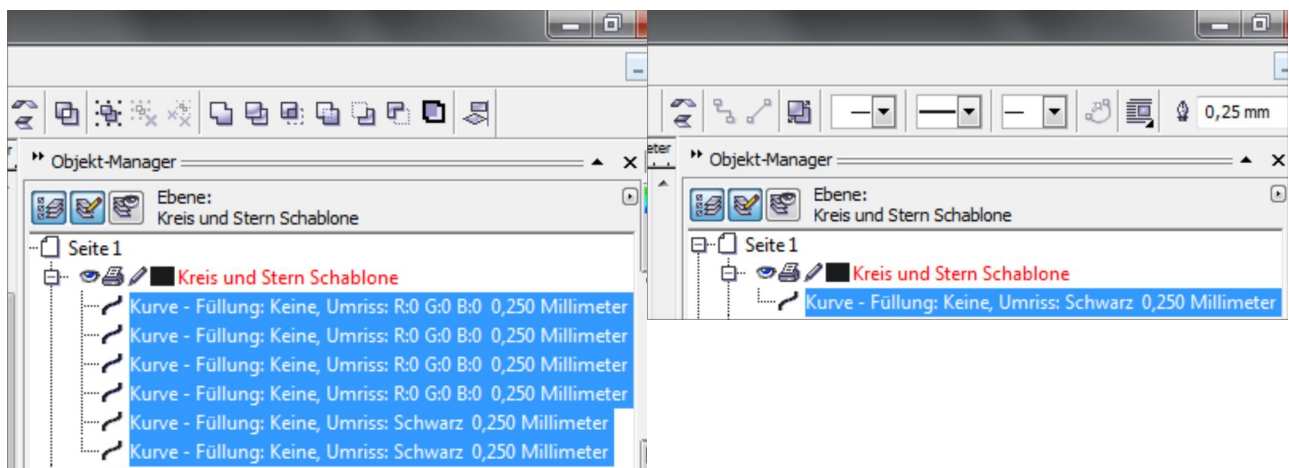 0,25 mm
Objekt-Manager
Ebene:
Kreis und Stern Schablone
Seite 1
Kreis und Stern Schablone
Kurve - Füllung: Keine, Umriss: R:0 G:0 B:0 0,250 Millimeter
Kurve - Füllung: Keine, Umriss: R:0 G:0 B:0 0,250 Millimeter
Kurve - Füllung: Keine, Umriss: R:0 G:0 B:0 0,250 Millimeter
Kurve - Füllung: Keine, Umriss: R:0 G:0 B:0 0,250 Millimeter
Kurve - Füllung: Keine, Umriss: Schwarz 0,250 Millimeter
Kurve - Füllung: Keine, Umriss: Schwarz 0,250 Millimeter
eter
Objekt-Manager
Ebene:
Kreis und Stern Schablone
Seite 1
Kreis und Stern Schablone
Kurve - Füllung: Keine, Umriss: Schwarz 0,250 Millimeter